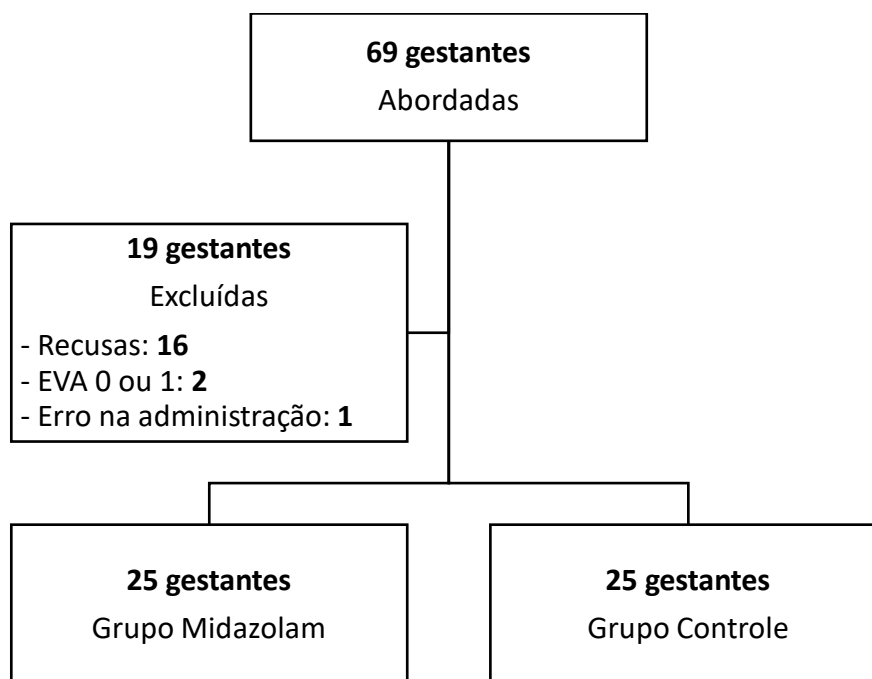 69 gestantes
Abordadas
19 gestantes
Excluídas
- Recusas: 16
- EVA 0 ou 1: 2
- Erro na administração: 1
25 gestantes
Grupo Midazolam
25 gestantes
Grupo Controle